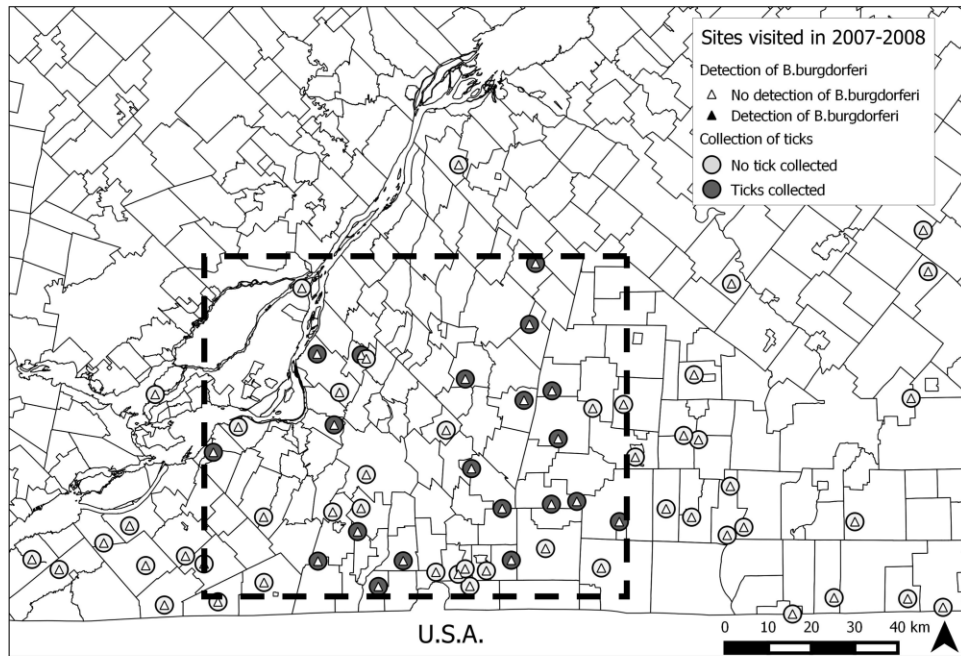 Sites visited in 2007-2008
Detection of B.burgdorferi
No detection of B.burgdorferi
Detection of B.burgdorferi
Collection of ticks
No tick collected
Ticks collected
U.S.A.
0 10 20 30 40 km